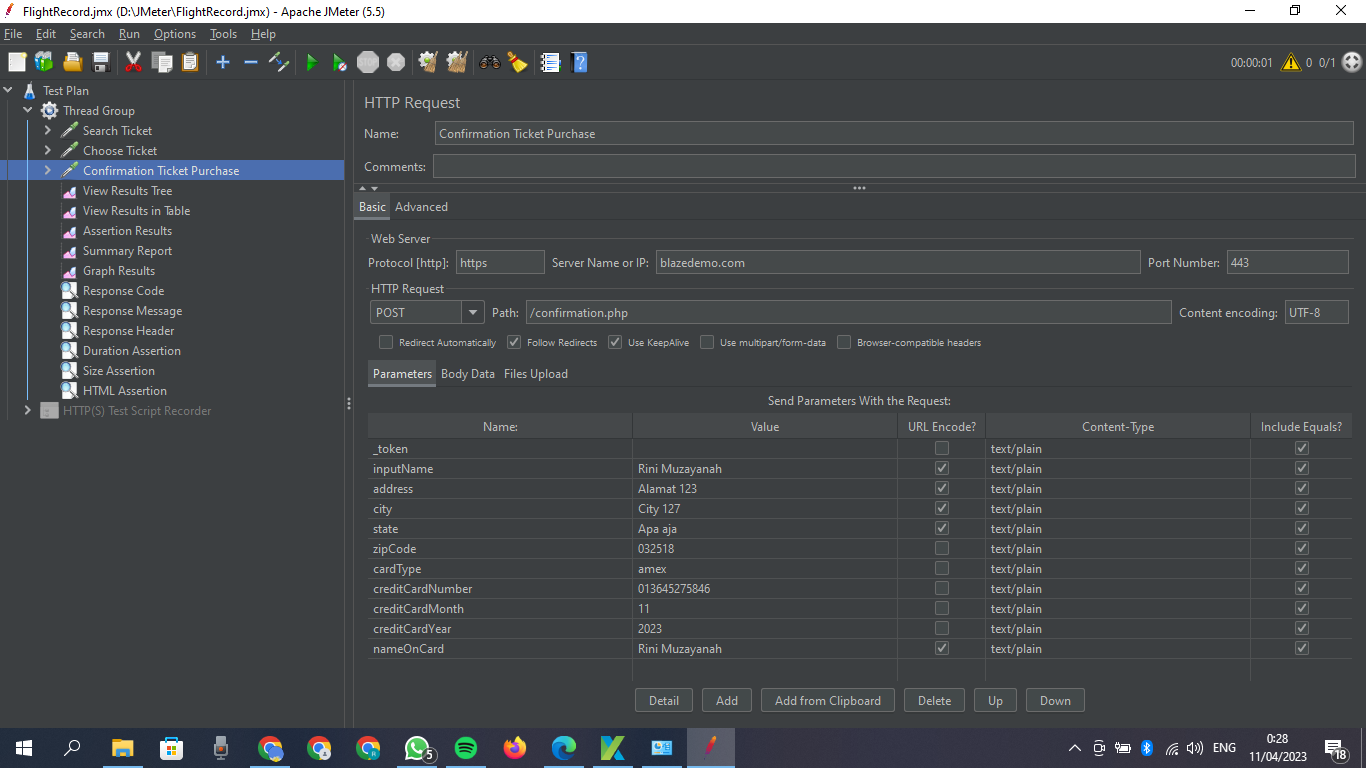 FlightRecord.jmx (D:\JMeter\FlightRecord.jmx) - Apache JMeter (5.5)
File Edit Search Run Options Tools Help
STOP 00:00:01 0 0/1
Test Plan
Thread Group
Search Ticket
Choose Ticket
Confirmation Ticket Purchase
View Results Tree
View Results in Table
Assertion Results
Summary Report
Graph Results
Response Code
Response Message
Response Header
Duration Assertion
Size Assertion
HTML Assertion
HTTP(S) Test Script Recorder
HTTP Request
Name: Confirmation Ticket Purchase
Comments:
Basic Advanced
Web Server
Protocol [http]: https Server Name or IP: blazedemo.com Port Number: 443
HTTP Request
POST Path: /confirmation.php Content encoding: UTF-8
Redirect Automatically Follow Redirects Use KeepAlive Use multipart/form-data Browser-compatible headers
Parameters Body Data Files Upload
Send Parameters With the Request:
Name: Value URL Encode? Content-Type Include Equals?
_token text/plain
inputName Rini Muzayanah text/plain
address Alamat 123 text/plain
city City 127 text/plain
state Apa aja text/plain
zipCode 032518 text/plain
cardType amex text/plain
creditCardNumber 013645275846 text/plain
creditCardMonth 11 text/plain
creditCardYear 2023 text/plain
nameOnCard Rini Muzayanah text/plain
Detail Add Add from Clipboard Delete Up Down
5 ENG 0:28
11/04/2023 18